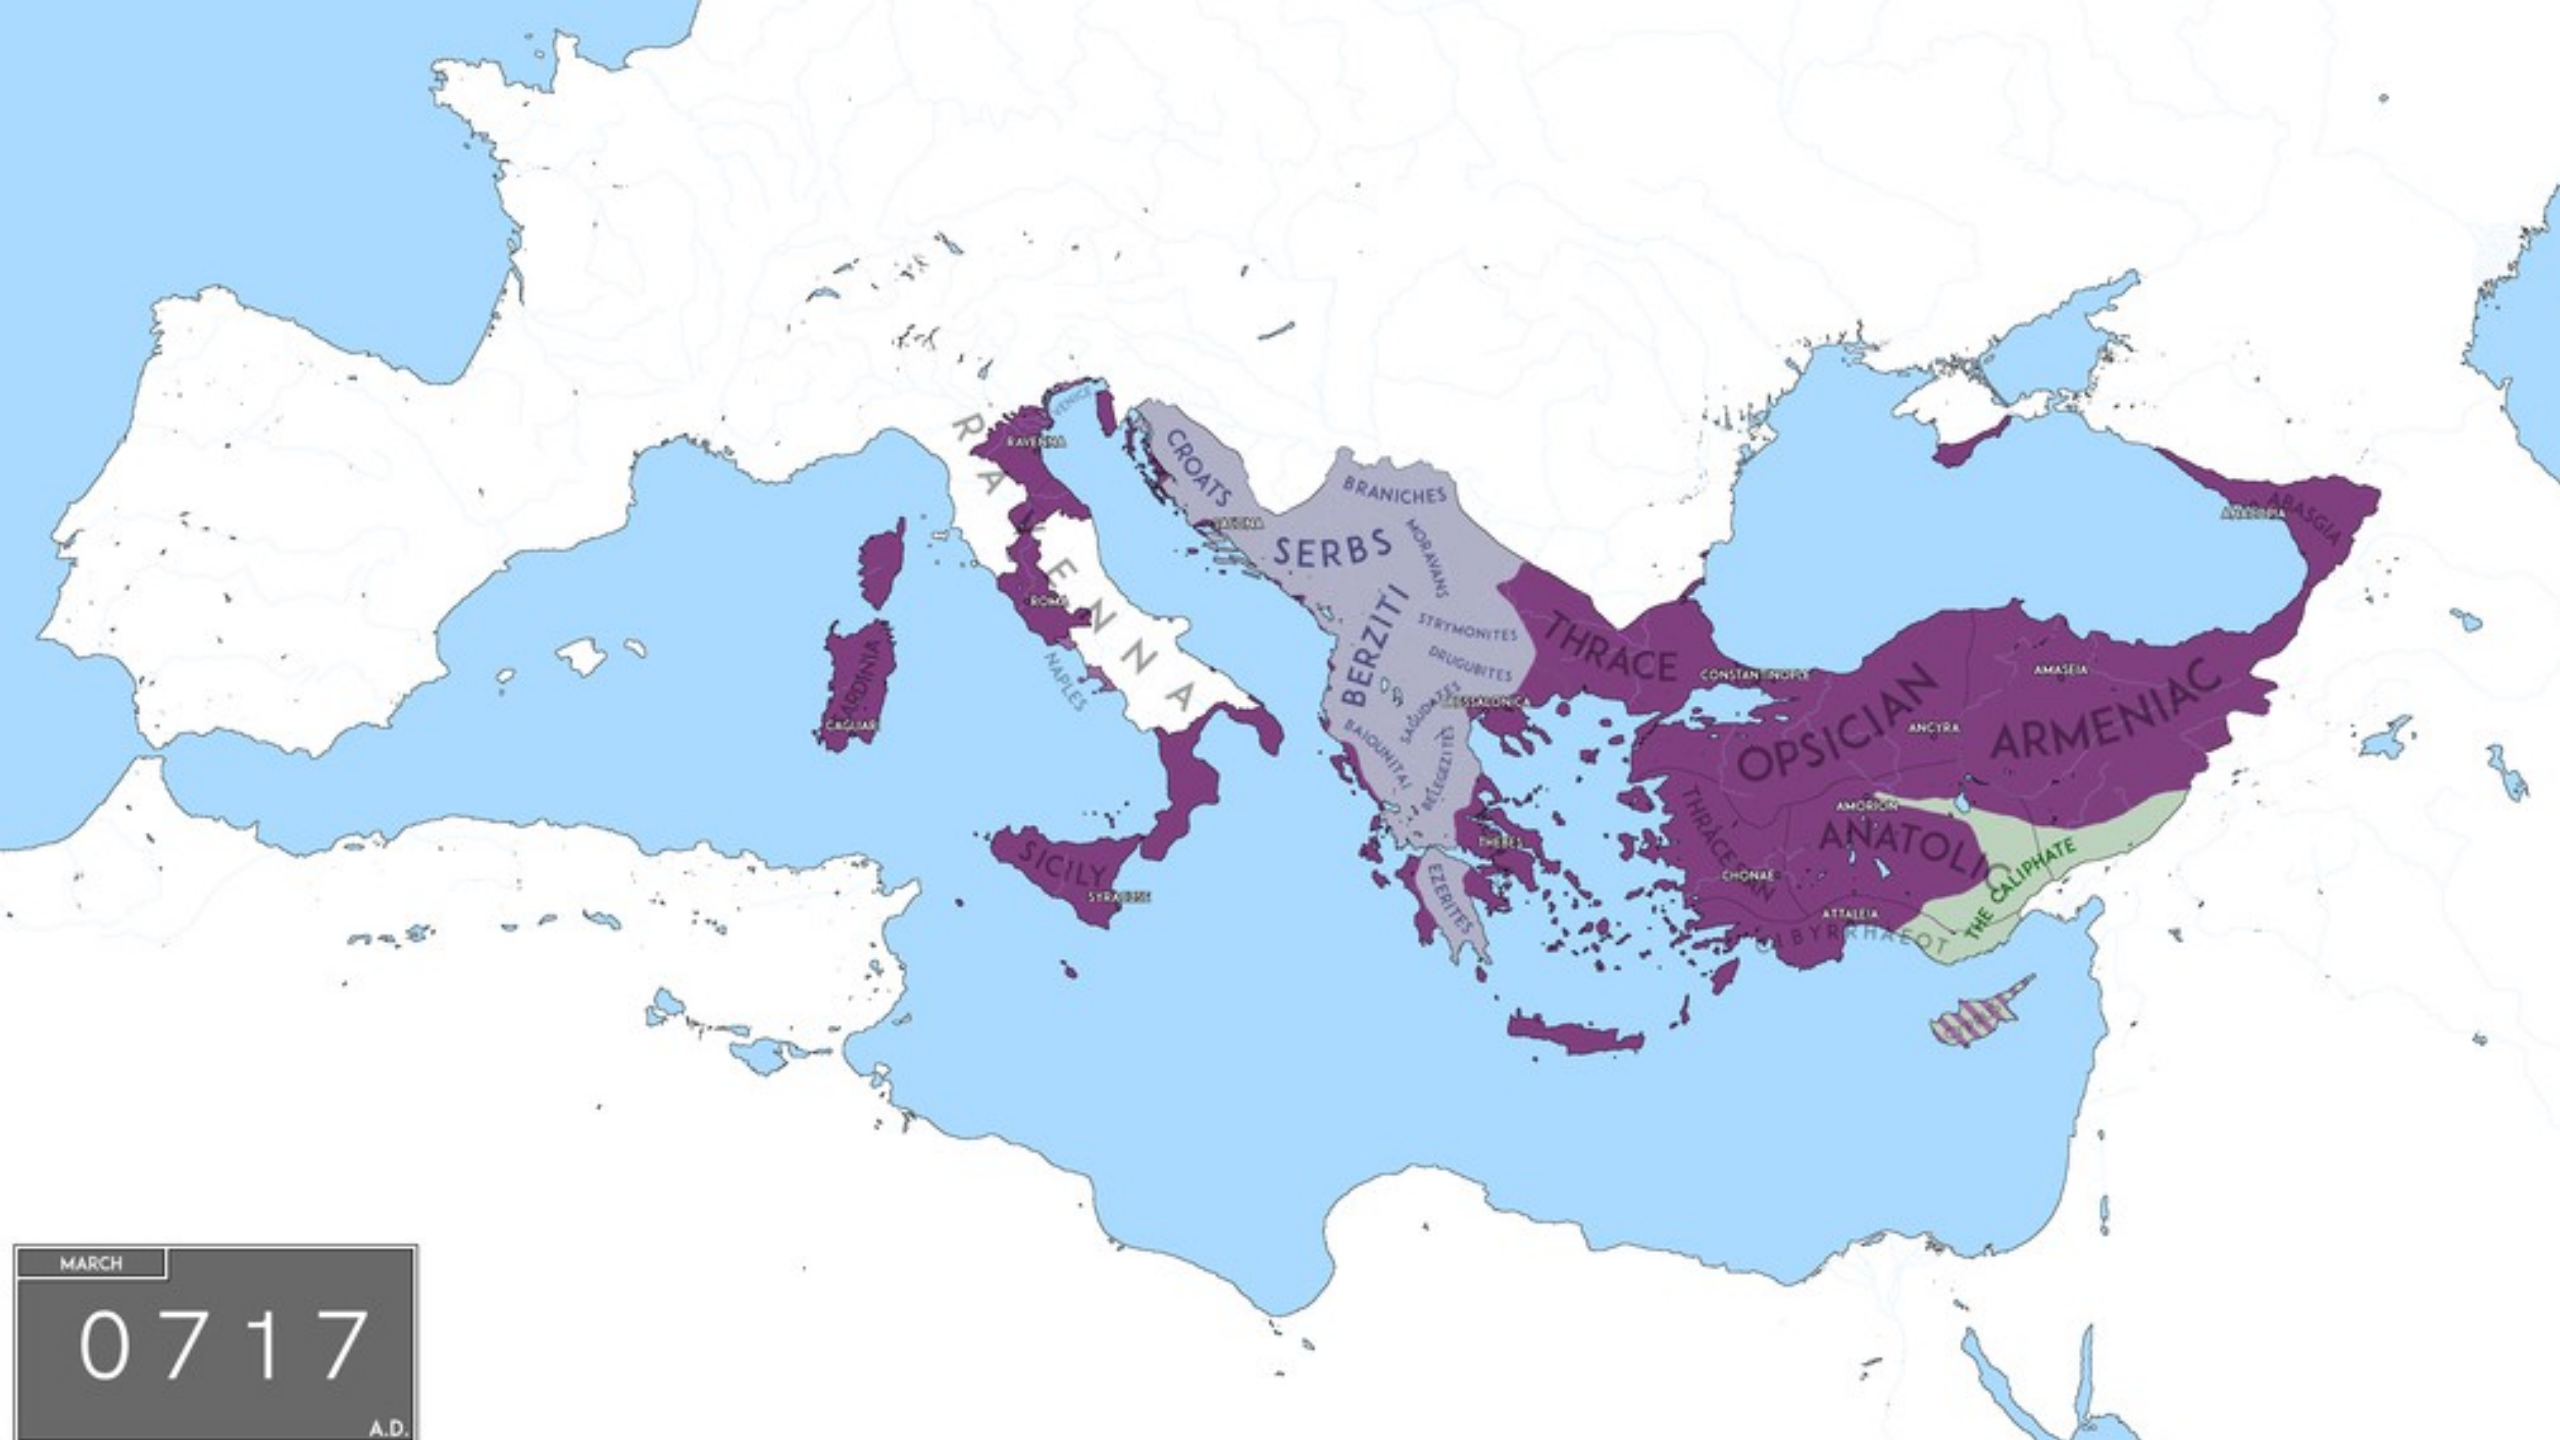 VENICE
RAVENNA
RAVENNA
CROATS
BRANICHES
SALONA
SERBS
MORAVANS
ABASGIA
ANAKOPIA
BERZITI
STRYMONITES
DRUGUBITES
THRACE
ROME
NAPLES
SARDINIA
CAGLIARI
CONSTANTINOPLE
THESSALONICA
SAGUDATES
BAIOUNITAI
BELEGEZITES
OPSICIAN
ANCYRA
AMASEIA
ARMENIAC
THRACESIAN
AMORION
ANATOLIC
CHONAE
THE CALIPHATE
ATTALEIA
SICILY
SYRACUSE
THEBES
EZERITES
MARCH
0717
A.D.